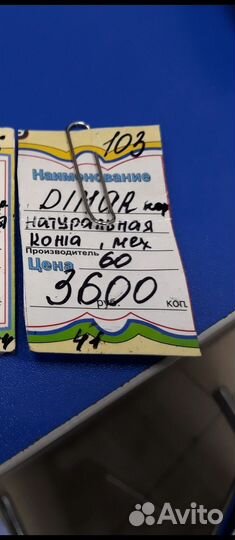 103
Наименование
DIMAR
натуральная
кожа, мех
Производитель 60
Цена
3600
руб. коп.
41
Avito